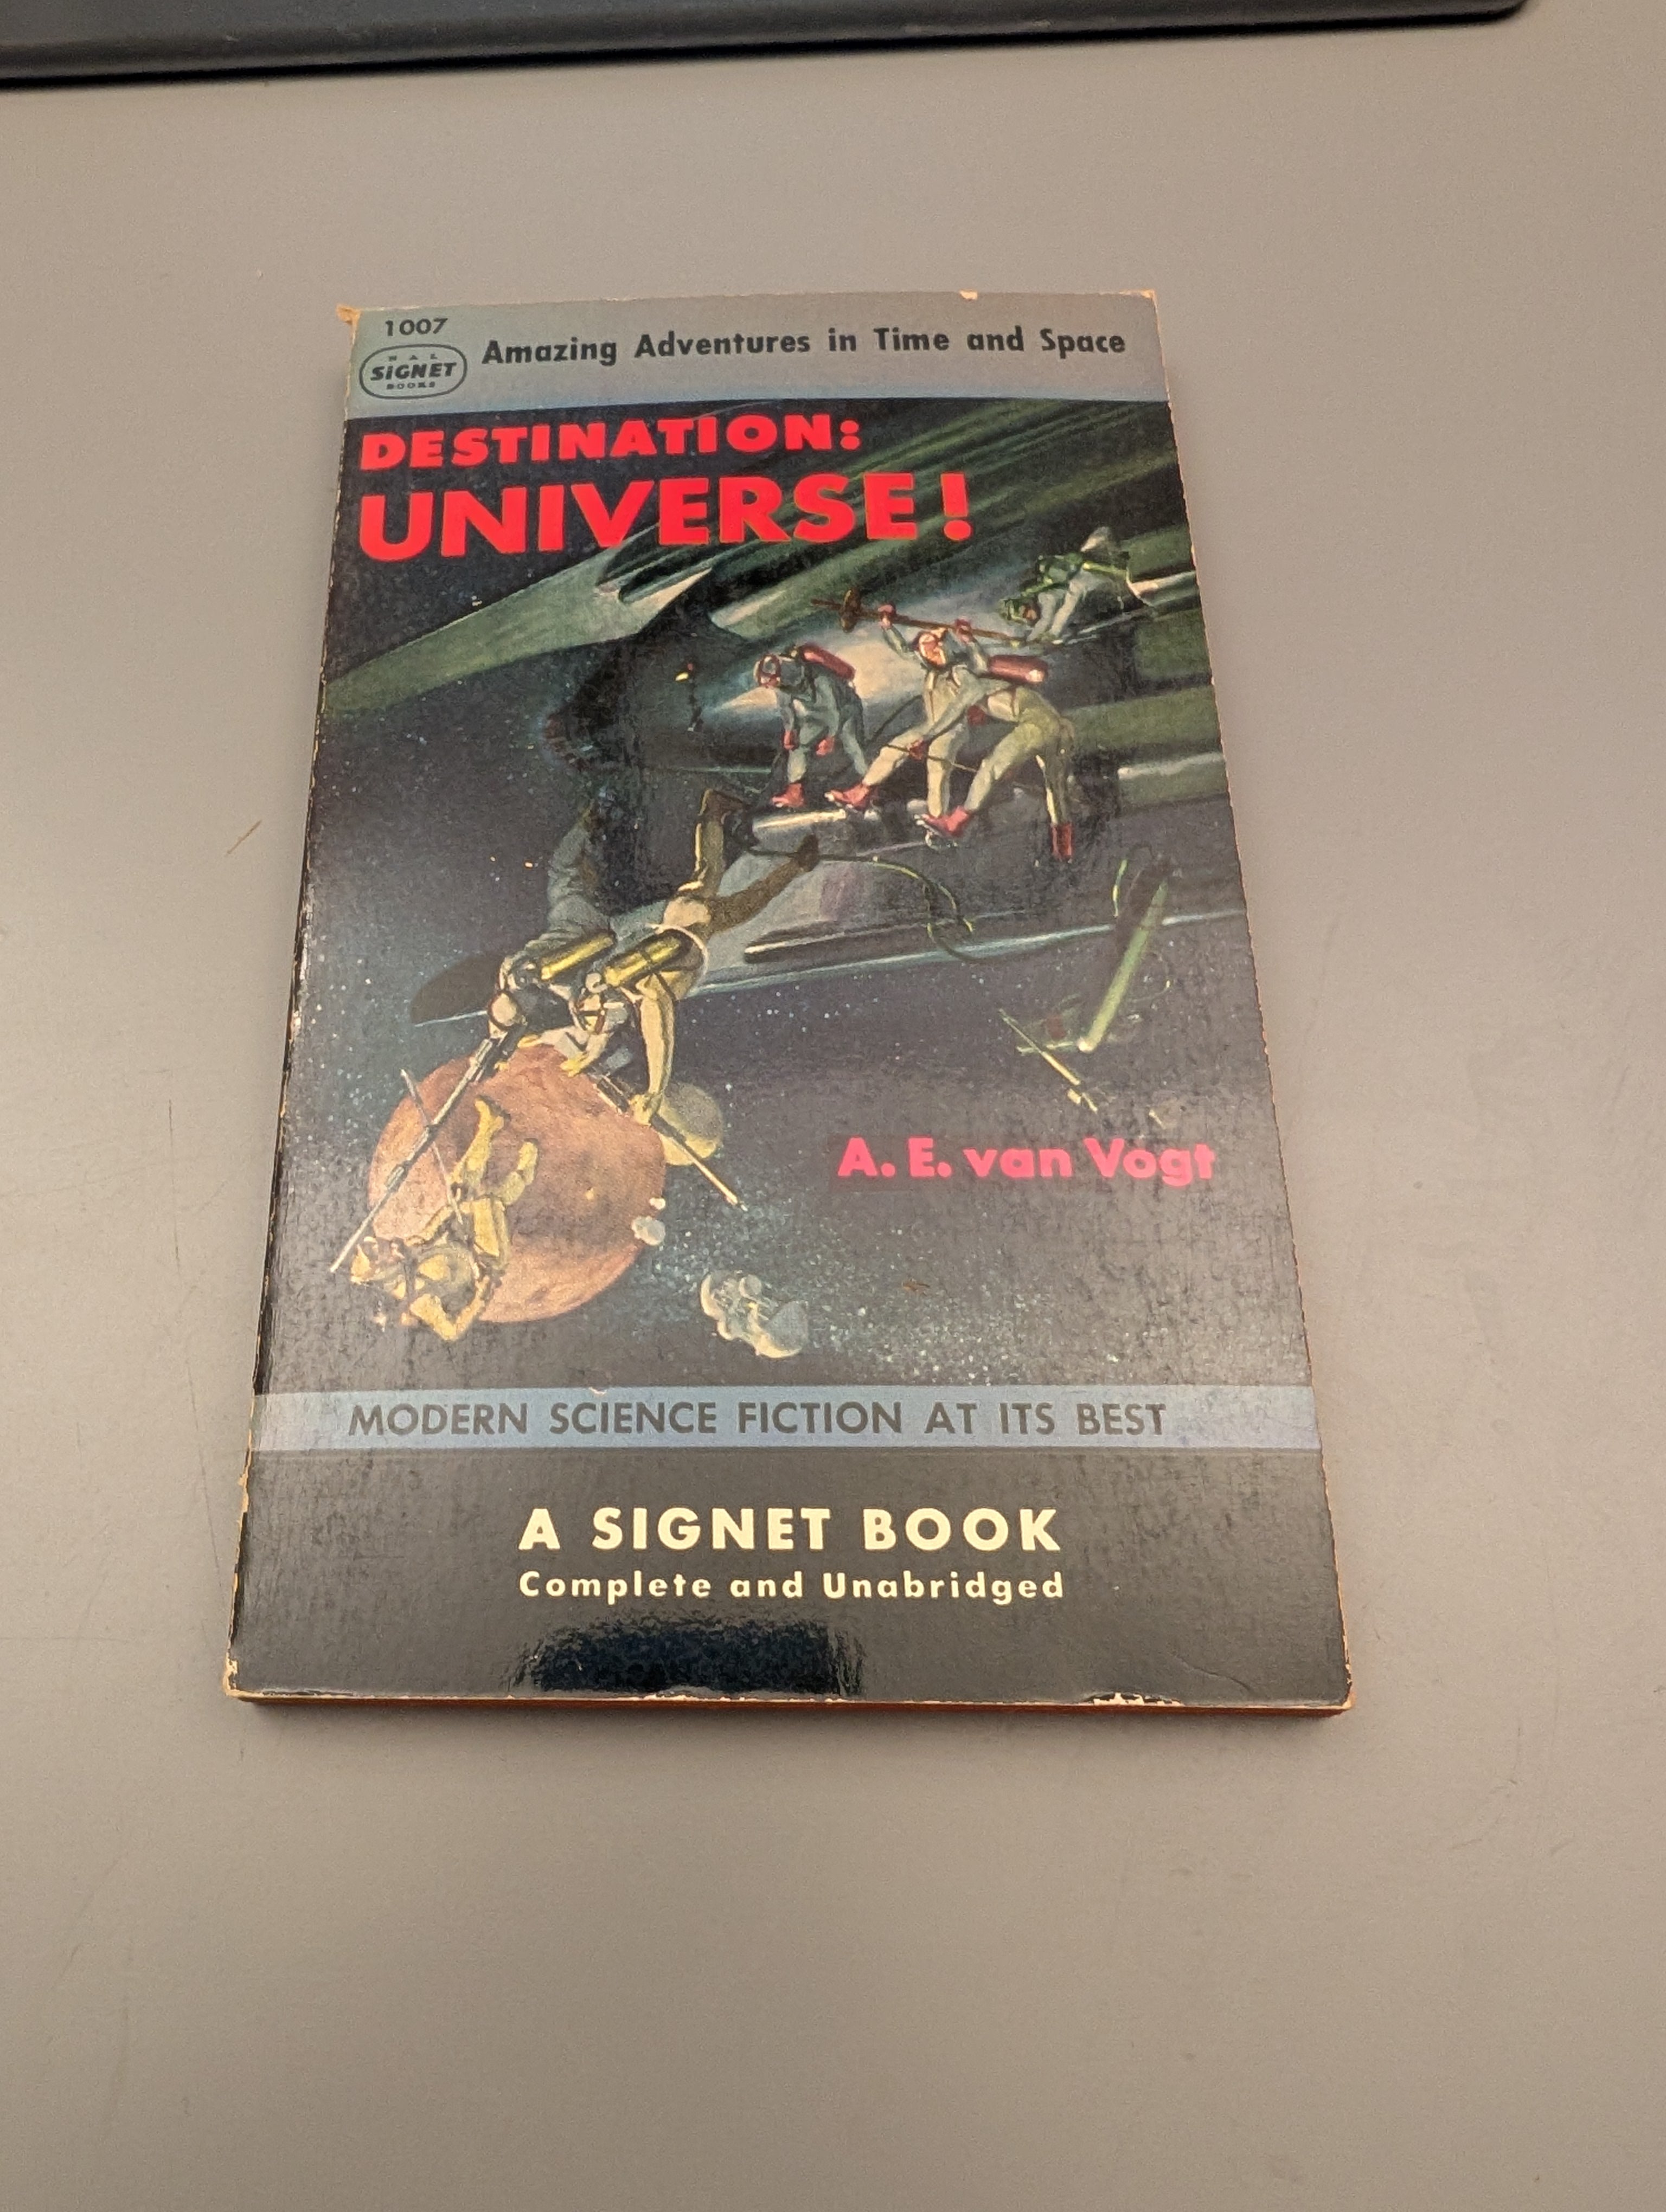 1007
NAL
SIGNET
BOOKS
Amazing Adventures in Time and Space
DESTINATION:
UNIVERSE!
A. E. van Vogt
MODERN SCIENCE FICTION AT ITS BEST
A SIGNET BOOK
Complete and Unabridged